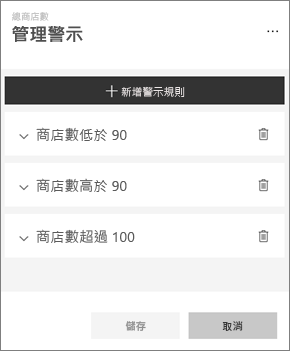 總商店數
管理警示
新增警示規則
商店數低於 90
商店數高於 90
商店數超過 100
儲存
取消